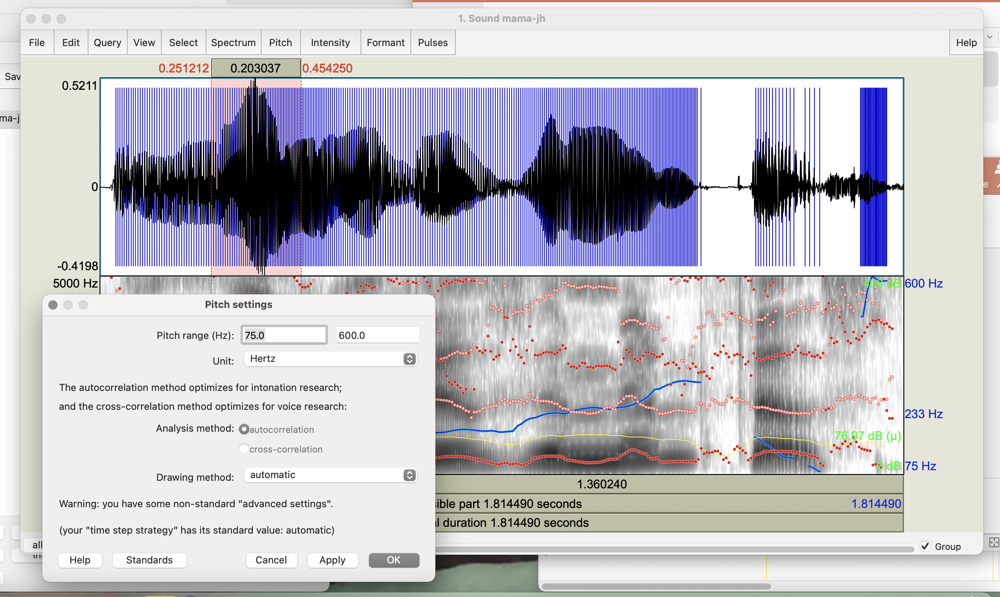 1. Sound mama-jh
File Edit Query View Select Spectrum Pitch Intensity Formant Pulses Help
Sav
ma-j
0.251212 0.203037 0.454250
0.5211
0
-0.4198
5000 Hz
400 dB 600 Hz
233 Hz
76.97 dB (µ)
0 dB 75 Hz
Pitch settings
Pitch range (Hz): 75.0 600.0
Unit: Hertz
The autocorrelation method optimizes for intonation research;
and the cross-correlation method optimizes for voice research:
Analysis method: autocorrelation
cross-correlation
Drawing method: automatic
Warning: you have some non-standard "advanced settings".
(your "time step strategy" has its standard value: automatic)
Help Standards Cancel Apply OK
1.360240
sible part 1.814490 seconds 1.814490
l duration 1.814490 seconds
all
Group
e